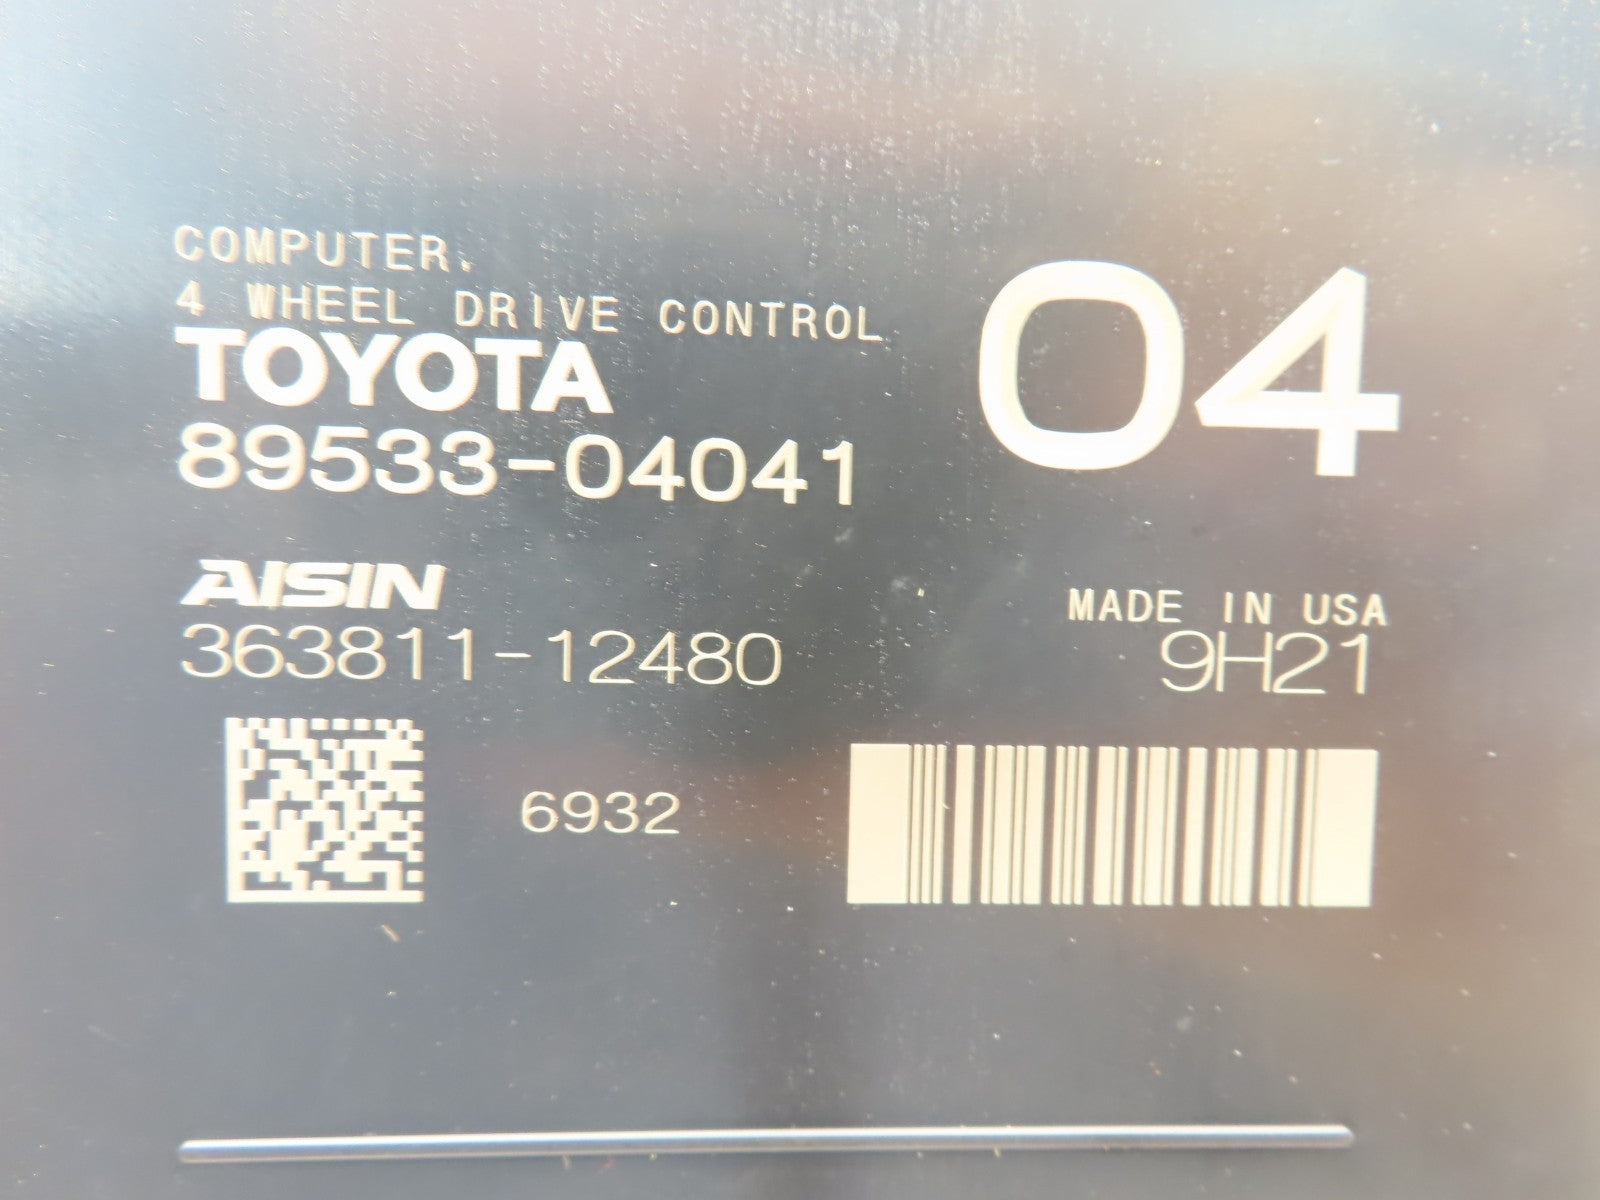 COMPUTER.
4 WHEEL DRIVE CONTROL
TOYOTA
89533-04041
04
AISIN
363811-12480
MADE IN USA
9H21
6932